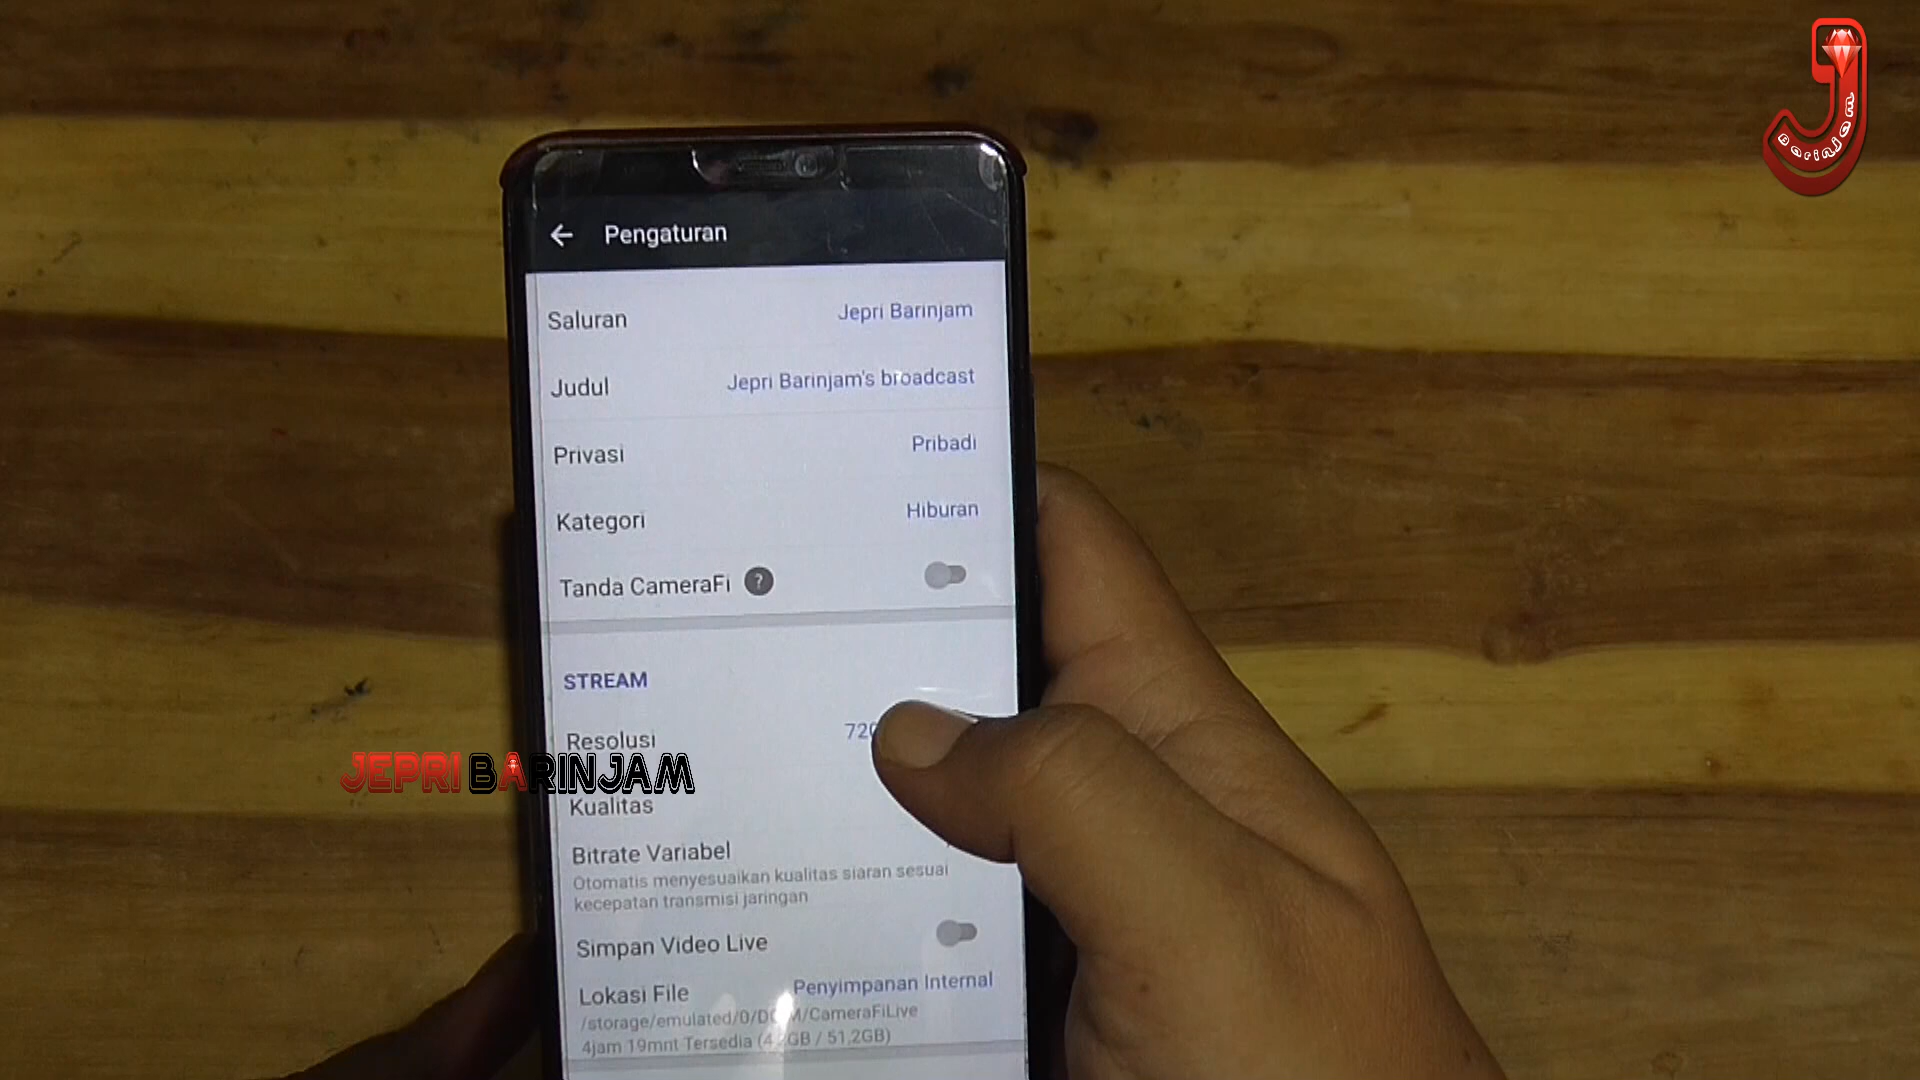 Barinjam
Pengaturan
Saluran Jepri Barinjam
Judul Jepri Barinjam's broadcast
Privasi Pribadi
Kategori Hiburan
Tanda CameraFi ?
STREAM
Resolusi
JEPRI BARINJAM
Kualitas
Bitrate Variabel
Otomatis menyesuaikan kualitas siaran sesuai
kecepatan transmisi jaringan
Simpan Video Live
Lokasi File Penyimpanan Internal
/storage/emulated/0/DCIM/CameraFiLive
4jam 19mnt Tersedia / 51,2GB)